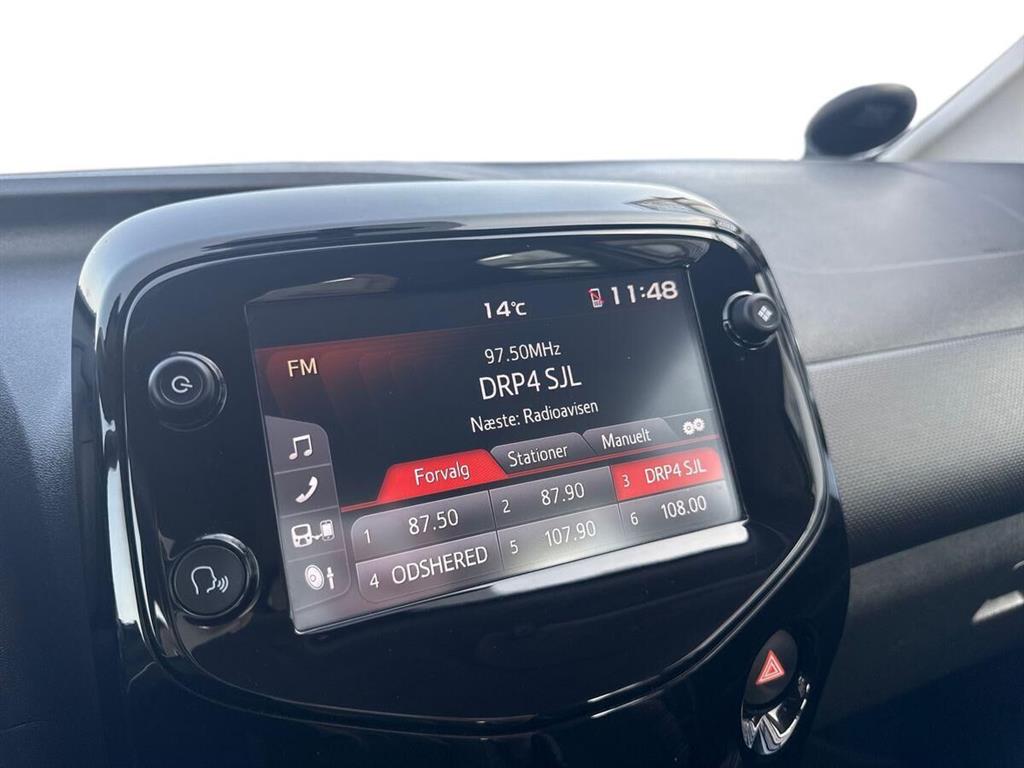 14°C
11:48
FM
97.50MHz
DRP4 SJL
Næste: Radioavisen
Forvalg
Stationer
Manuelt
1 87.50
2 87.90
3 DRP4 SJL
4 ODSHERED
5 107.90
6 108.00